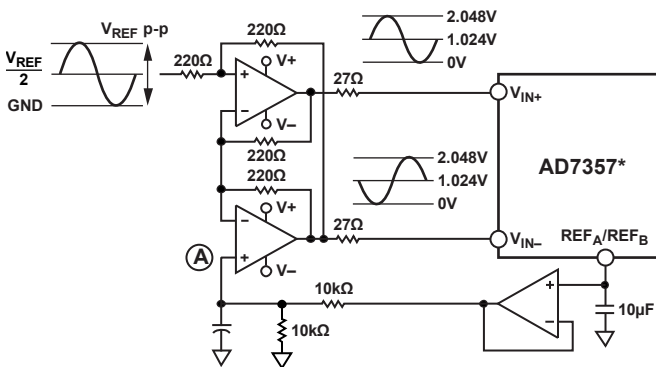 V_REF p-p
V_REF
2
GND
220Ω
220Ω
V+
+
–
V–
27Ω
220Ω
220Ω
V+
–
+
V–
27Ω
A
2.048V
1.024V
0V
2.048V
1.024V
0V
V_IN+
AD7357*
V_IN–
REF_A/REF_B
10kΩ
10kΩ
+
–
10µF